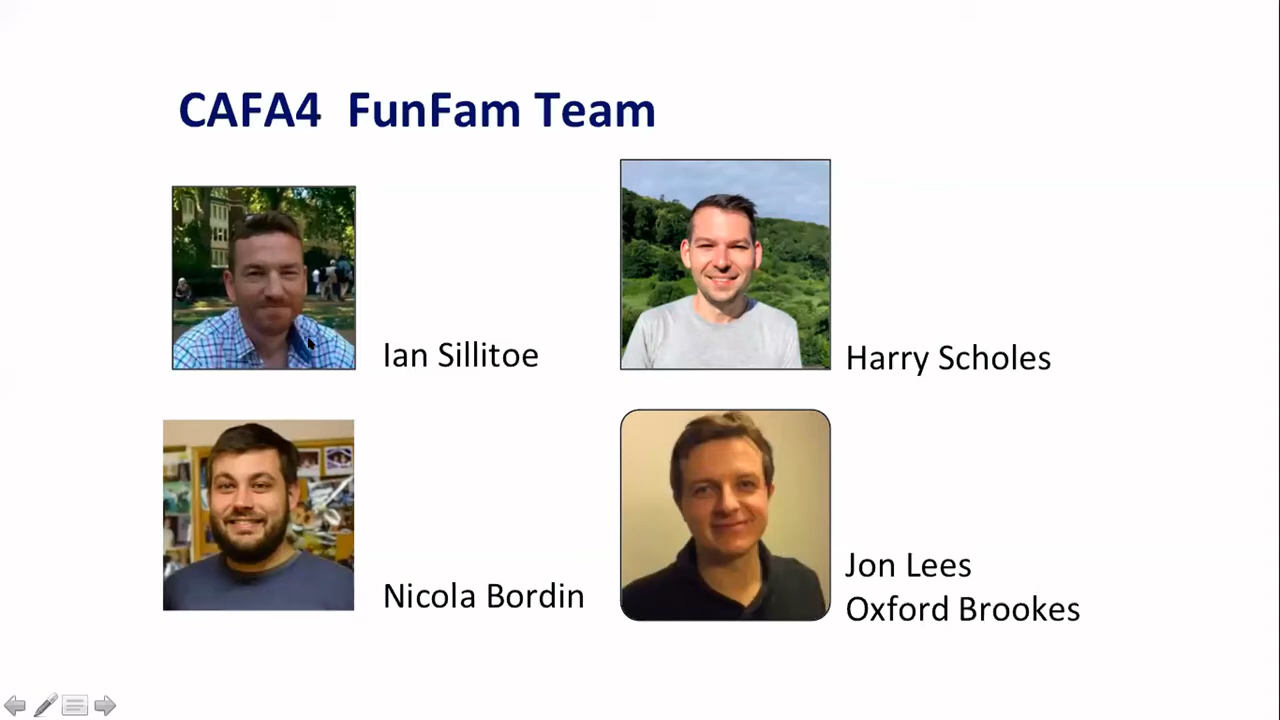 CAFA4 FunFam Team
Ian Sillitoe
Harry Scholes
Nicola Bordin
Jon Lees
Oxford Brookes